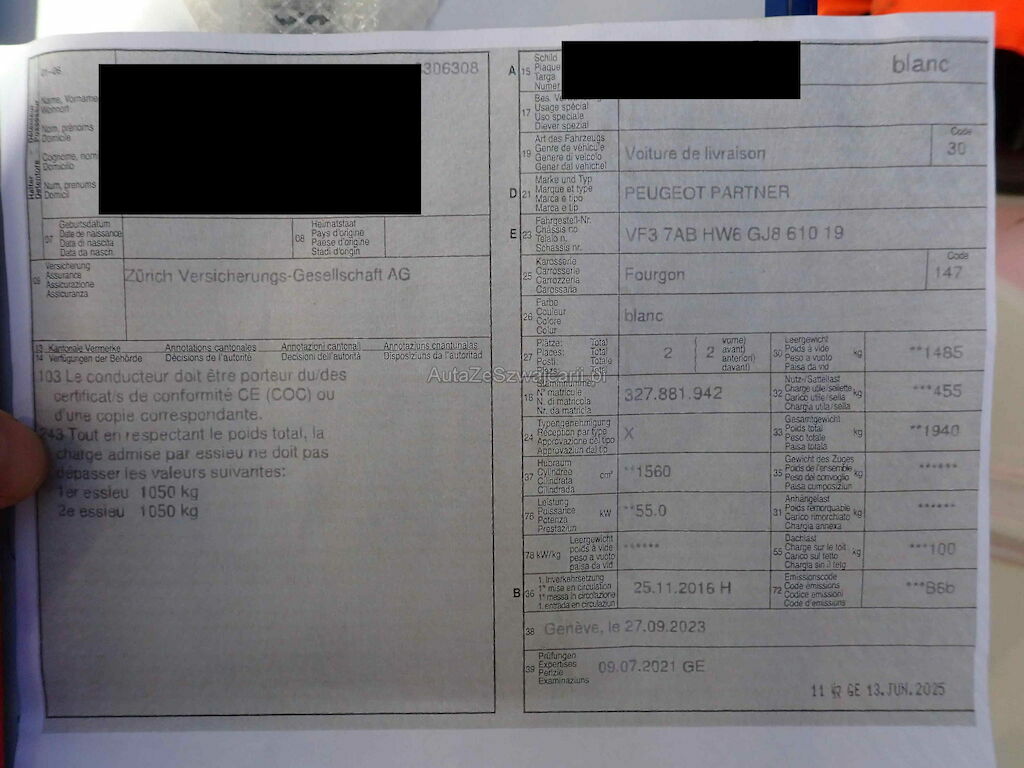 01-06
306308
Name, Vorname
Wohnort
Nom, prénoms
Domicile
Cognome, nomi
Domicilio
Num, prenums
Domicil
07 Geburtsdatum
Date de naissance
Data di nascita
Data da nasch.
08 Heimatstaat
Pays d'origine
Paese d'origine
Stadi d'origin
09 Versicherung
Assurance
Assicurazione
Assicuranza
Zürich Versicherungs-Gesellschaft AG
13 Kantonale Vermerke Annotations cantonales Annotazioni cantonali Annotaziuns chantunalas
14 Verfügungen der Behörde Décisions de l'autorité Decisioni dell'autorità Disposiziuns da l'autoritad
103 Le conducteur doit être porteur du/des
certificat/s de conformité CE (COC) ou
d'une copie correspondante.
243 Tout en respectant le poids total, la
charge admise par essieu ne doit pas
dépasser les valeurs suivantes:
1er essieu 1050 kg
2e essieu 1050 kg
A 15 Schild
Plaque
Targa
Numer
blanc
17 Bes.
Usage spécial
Uso speciale
Diever spezial
19 Art des Fahrzeugs
Genre de véhicule
Genere di veicolo
Gener dal vehichel
Voiture de livraison
Code
30
D 21 Marke und Typ
Marque et type
Marca e tipo
Marca e tip
PEUGEOT PARTNER
E 23 Fahrgestell-Nr.
Châssis no
Telaio n.
Schassis nr.
VF3 7AB HW6 GJ8 610 19
25 Karosserie
Carrosserie
Carrozzeria
Carossaria
Fourgon
Code
147
26 Farbe
Couleur
Colore
Colur
blanc
27 Plätze: Total
Places: Total
Posti: Totale
Plazs: Total
2 ( 2 vorne)
avant)
anteriori)
davant)
30 Leergewicht
Poids à vide
Peso a vuoto
Paisa da vid
kg
**1485
18 Stammnummer
N° matricule
N. di matricola
Nr. da matricla
327.881.942
32 Nutz-/Sattellast
Charge utile/sellette
Carico utile/sella
Chargia utila/sella
kg
***455
24 Typengenehmigung
Réception par type
Approvazione del tipo
Approvaziun dal tip
X
33 Gesamtgewicht
Poids total
Peso totale
Paisa totala
kg
**1940
37 Hubraum
Cylindrée
Cilindrata
Cilindrada
cm³
**1560
35 Gewicht des Zuges
Poids de l'ensemble
Peso del convoglio
Paisa cumposiziun
kg
******
76 Leistung
Puissance
Potenza
Prestaziun
kW
**55.0
31 Anhängelast
Poids remorquable
Carico rimorchiato
Chargia annexa
kg
******
78 kW/kg Leergewicht
poids à vide
peso a vuoto
paisa da vid
******
55 Dachlast
Charge sur le toit
Carico sul tetto
Chargia sin il tetg
kg
***100
B 36 1. Inverkehrsetzung
1re mise en circulation
1a messa in circolazione
1. entrada en circulaziun
25.11.2016 H
72 Emissionscode
Code émissions
Codice emissioni
Code d'emissions
***B6b
38 Genève, le 27.09.2023
39 Prüfungen
Expertises
Perizie
Examinaziuns
09.07.2021 GE
11 GE 13.JUN.2025
AutaZeSzwajcarii.pl